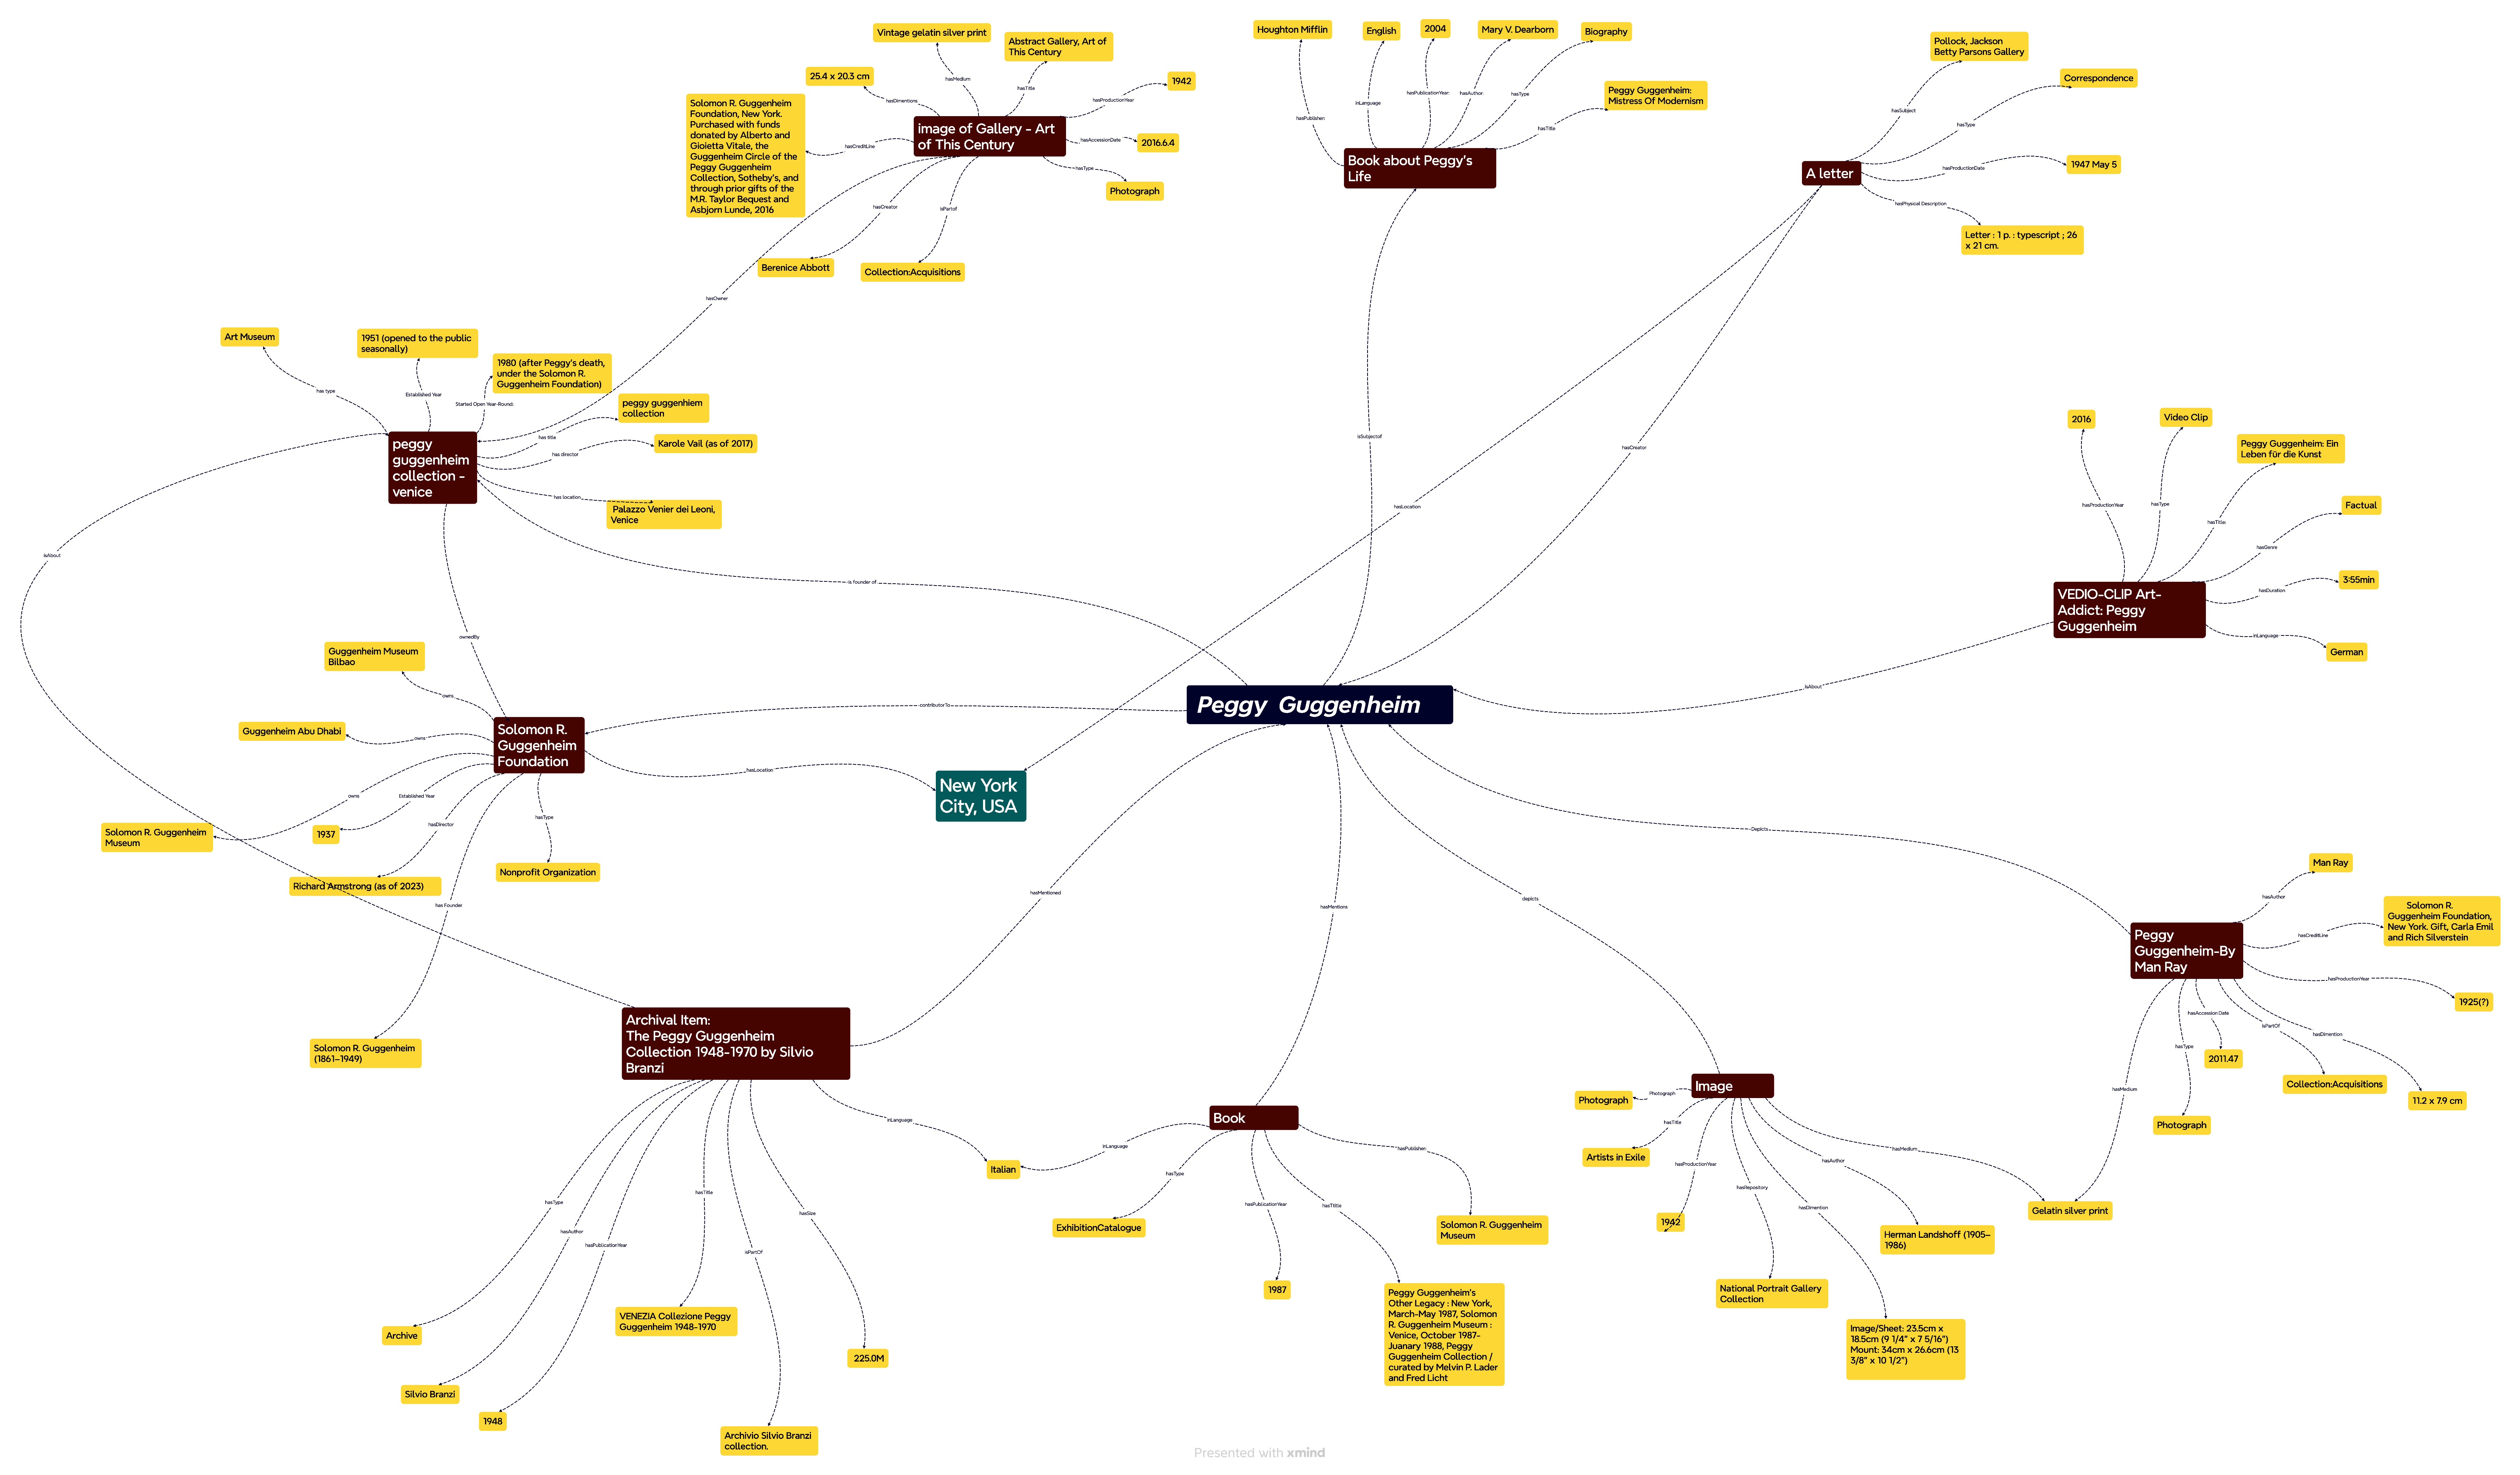 Vintage gelatin silver print
Abstract Gallery, Art of
This Century
25.4 x 20.3 cm
1942
hasMedium
hasTitle
hasDimentions
hasProductionYear
Solomon R. Guggenheim
Foundation, New York.
Purchased with funds
donated by Alberto and
Gioietta Vitale, the
Guggenheim Circle of the
Peggy Guggenheim
Collection, Sotheby's, and
through prior gifts of the
M.R. Taylor Bequest and
Asbjorn Lunde, 2016
hasCreditLine
image of Gallery - Art
of This Century
hasAccessionDate
2016.6.4
hasType
Photograph
hasCreator
isPartof
Berenice Abbott
Collection:Acquisitions
hasOwner
Houghton Mifflin
English
2004
Mary V. Dearborn
Biography
Peggy Guggenheim:
Mistress Of Modernism
hasPublisher:
inLanguage
hasPublicationYear:
hasAuthor:
hasType
hasTitle
Book about Peggy's
Life
isSubjectof
Pollock, Jackson
Betty Parsons Gallery
Correspondence
hasSubject
hasType
A letter
hasProductionDate
1947 May 5
hasPhysical Description
Letter : 1 p. : typescript ; 26
x 21 cm.
hasCreator
hasLocation
Art Museum
1951 (opened to the public
seasonally)
1980 (after Peggy's death,
under the Solomon R.
Guggenheim Foundation)
has type
Established Year
Started Open Year-Round:
peggy guggenhiem
collection
has title
Karole Vail (as of 2017)
has director
peggy
guggenheim
collection -
venice
has location
Palazzo Venier dei Leoni,
Venice
isAbout
is founder of
ownedBy
2016
Video Clip
Peggy Guggenheim: Ein
Leben für die Kunst
Factual
3:55min
German
hasProductionYear
hasType
hasTitle:
hasGenre
hasDuration
inLanguage
VEDIO-CLIP Art-
Addict: Peggy
Guggenheim
isAbout
Peggy Guggenheim
contributorTo
Guggenheim Museum
Bilbao
owns
Guggenheim Abu Dhabi
owns
Solomon R.
Guggenheim
Foundation
owns
Established Year
hasDirector
has Founder
hasType
Solomon R. Guggenheim
Museum
1937
Richard Armstrong (as of 2023)
Nonprofit Organization
Solomon R. Guggenheim
(1861–1949)
hasLocation
New York
City, USA
hasMentioned
hasMentions
depicts
Depicts
Man Ray
hasAuthor
Solomon R.
Guggenheim Foundation,
New York. Gift, Carla Emil
and Rich Silverstein
hasCreditLine
Peggy
Guggenheim-By
Man Ray
hasProductionYear
1925(?)
hasAccession Date
2011.47
isPartOf
Collection:Acquisitions
hasDimention
11.2 x 7.9 cm
hasType
Photograph
hasMedium
Archival Item:
The Peggy Guggenheim
Collection 1948-1970 by Silvio
Branzi
inLanguage
Italian
hasType
hasAuthor
hasPublicationYear
hasTitle
isPartOf
hasSize
Archive
Silvio Branzi
1948
VENEZIA Collezione Peggy
Guggenheim 1948-1970
Archivio Silvio Branzi
collection.
225.0M
Book
inLanguage
hasType
hasPublicationYear
hasTtitle
hasPublisher:
ExhibitionCatalogue
1987
Peggy Guggenheim's
Other Legacy : New York,
March-May 1987, Solomon
R. Guggenheim Museum :
Venice, October 1987-
Juanary 1988, Peggy
Guggenheim Collection /
curated by Melvin P. Lader
and Fred Licht
Solomon R. Guggenheim
Museum
Image
Photograph
Photograph
hasTitle
Artists in Exile
hasProductionYear
1942
hasRepository
National Portrait Gallery
Collection
hasDimention
Image/Sheet: 23.5cm x
18.5cm (9 1/4" x 7 5/16")
Mount: 34cm x 26.6cm (13
3/8" x 10 1/2")
hasAuthor
Herman Landshoff (1905–
1986)
hasMedium
Gelatin silver print
Presented with xmind